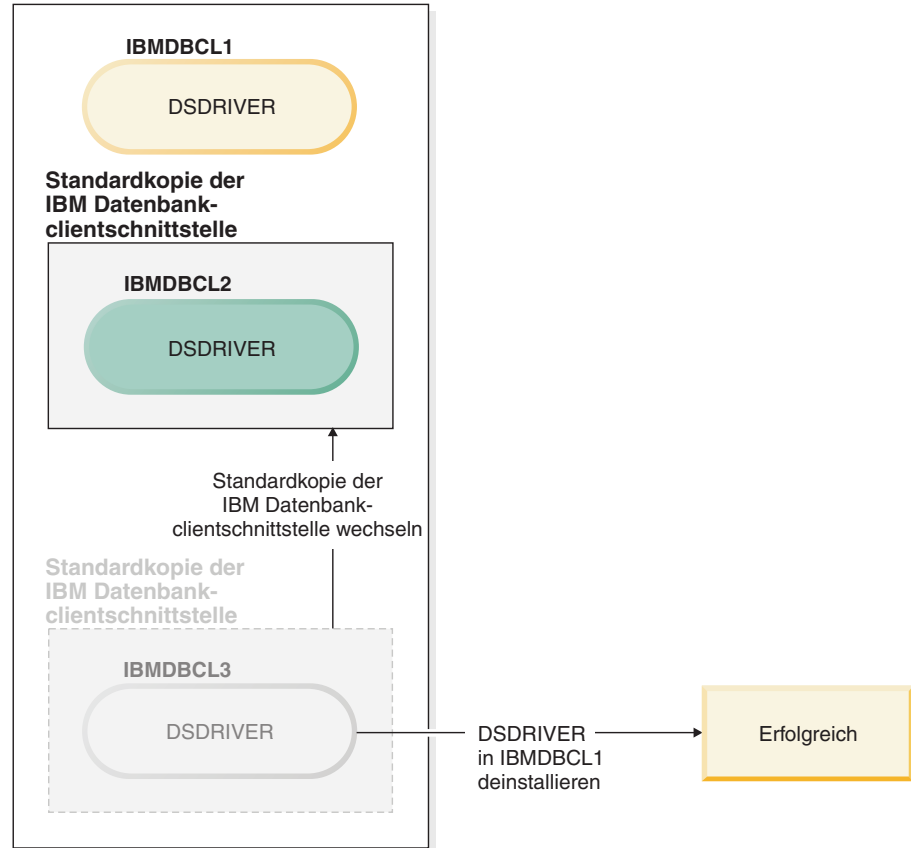 IBMDBCL1
DSDRIVER
Standardkopie der
IBM Datenbank-
clientschnittstelle
IBMDBCL2
DSDRIVER
Standardkopie der
IBM Datenbank-
clientschnittstelle wechseln
Standardkopie der
IBM Datenbank-
clientschnittstelle
IBMDBCL3
DSDRIVER
DSDRIVER
in IBMDBCL1
deinstallieren
Erfolgreich